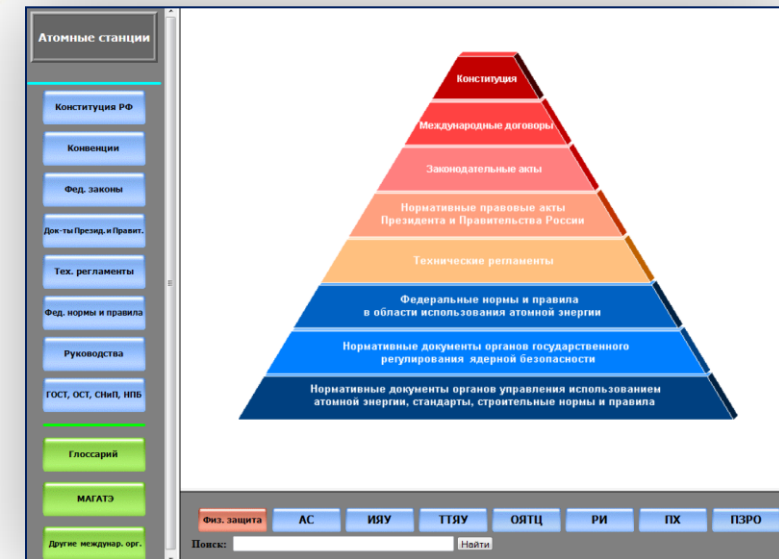 Атомные станции
Конституция РФ
Конвенции
Фед. законы
Док-ты Презид. и Правит.
Тех. регламенты
Фед. нормы и правила
Руководства
ГОСТ, ОСТ, СНиП, НПБ
Глоссарий
МАГАТЭ
Другие междунар. орг.
Конституция
Международные договоры
Законодательные акты
Нормативные правовые акты
Президента и Правительства России
Технические регламенты
Федеральные нормы и правила
в области использования атомной энергии
Нормативные документы органов государственного
регулирования ядерной безопасности
Нормативные документы органов управления использованием
атомной энергии, стандарты, строительные нормы и правила
Физ. защита АС ИЯУ ТТЯУ ОЯТЦ РИ ПХ ПЗРО
Поиск: Найти